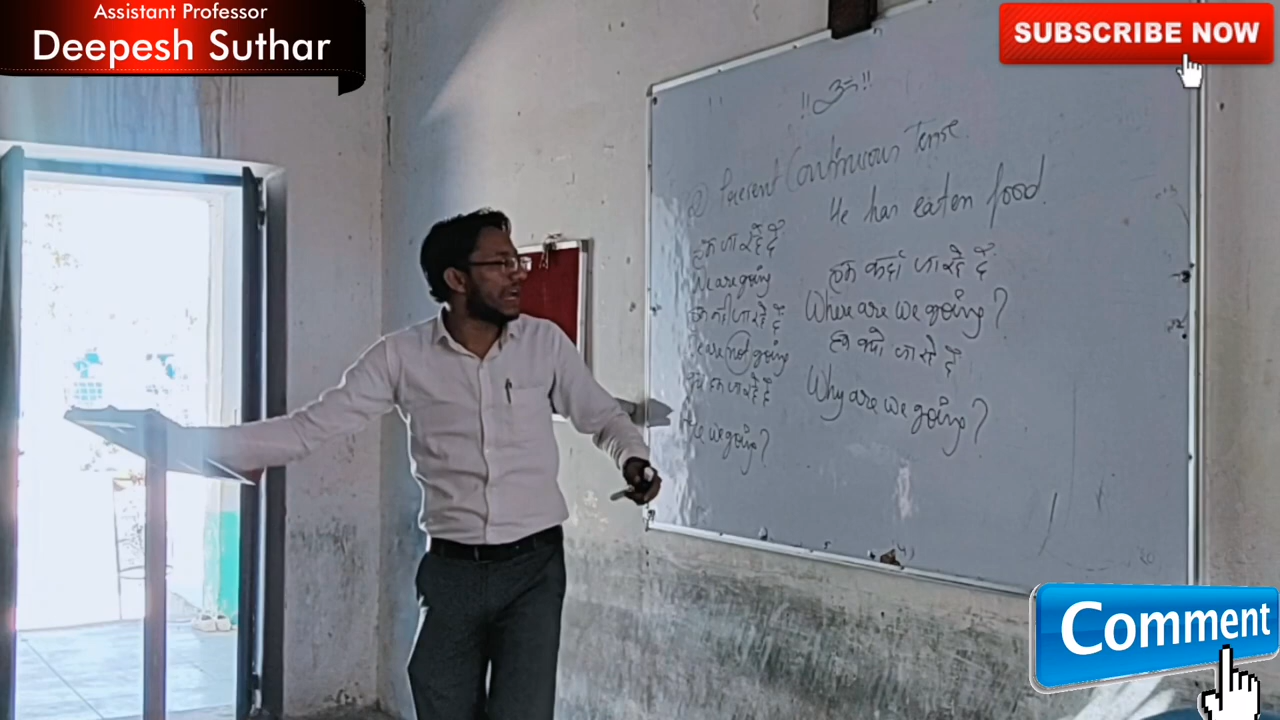 Assistant Professor
Deepesh Suthar
SUBSCRIBE NOW
!! ॐ !!
2) Present Continuous Tense
He has eaten food.
हम जा रहे हैं
We are going
हम नहीं जा रहे हैं
We are not going
क्या हम जा रहे हैं
Are we going?
हम कहाँ जा रहे हैं
Where are we going?
हम क्यों जा रहे हैं
Why are we going?
Comment